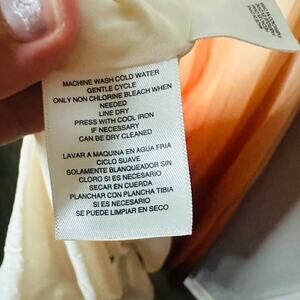 MACHINE WASH COLD WATER
GENTLE CYCLE
ONLY NON CHLORINE BLEACH WHEN
NEEDED
LINE DRY
PRESS WITH COOL IRON
IF NECESSARY
CAN BE DRY CLEANED
LAVAR A MAQUINA EN AGUA FRIA
CICLO SUAVE
SOLAMENTE BLANQUEADOR SIN
CLORO SI ES NECESARIO
SECAR EN CUERDA
PLANCHAR CON PLANCHA TIBIA
SI ES NECESARIO
SE PUEDE LIMPIAR EN SECO